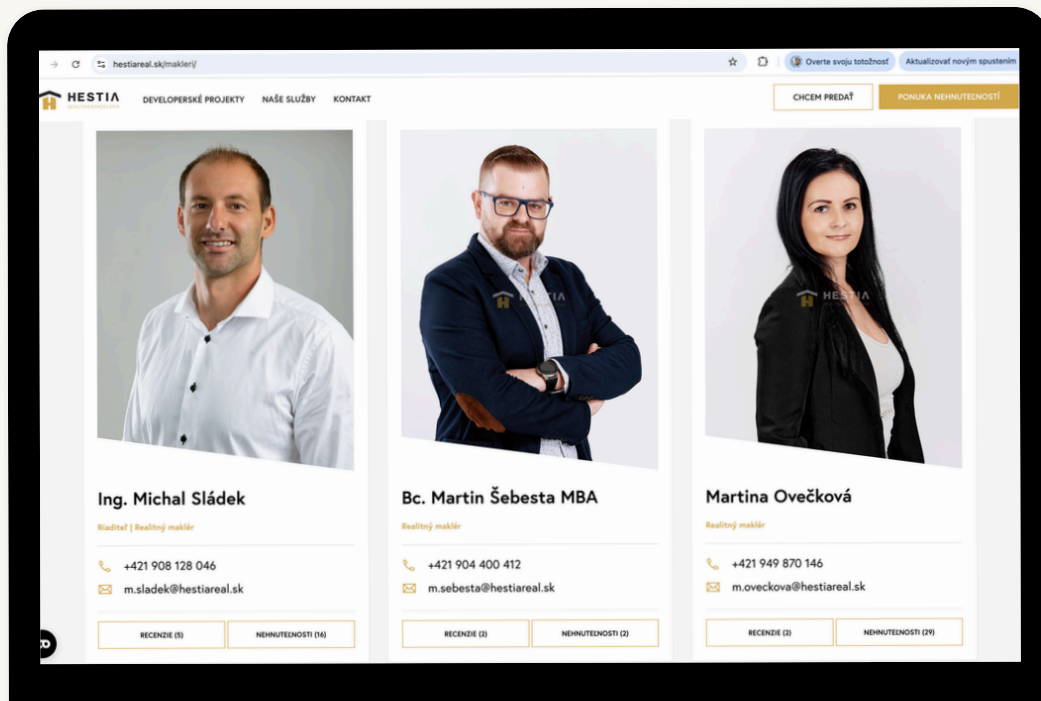 hestiareal.sk/makleri/
Overte svoju totožnosť
Aktualizovať novým spustením
HESTIA
DEVELOPERSKÉ PROJEKTY
NAŠE SLUŽBY
KONTAKT
CHCEM PREDAŤ
PONUKA NEHNUTEĽNOSTÍ
HESTIA
HESTIA
Ing. Michal Sládek
Riaditeľ | Realitný maklér
+421 908 128 046
m.sladek@hestiareal.sk
RECENZIE (5)
NEHNUTEĽNOSTI (16)
Bc. Martin Šebesta MBA
Realitný maklér
+421 904 400 412
m.sebesta@hestiareal.sk
RECENZIE (2)
NEHNUTEĽNOSTI (2)
Martina Ovečková
Realitný maklér
+421 949 870 146
m.oveckova@hestiareal.sk
RECENZIE (2)
NEHNUTEĽNOSTI (29)